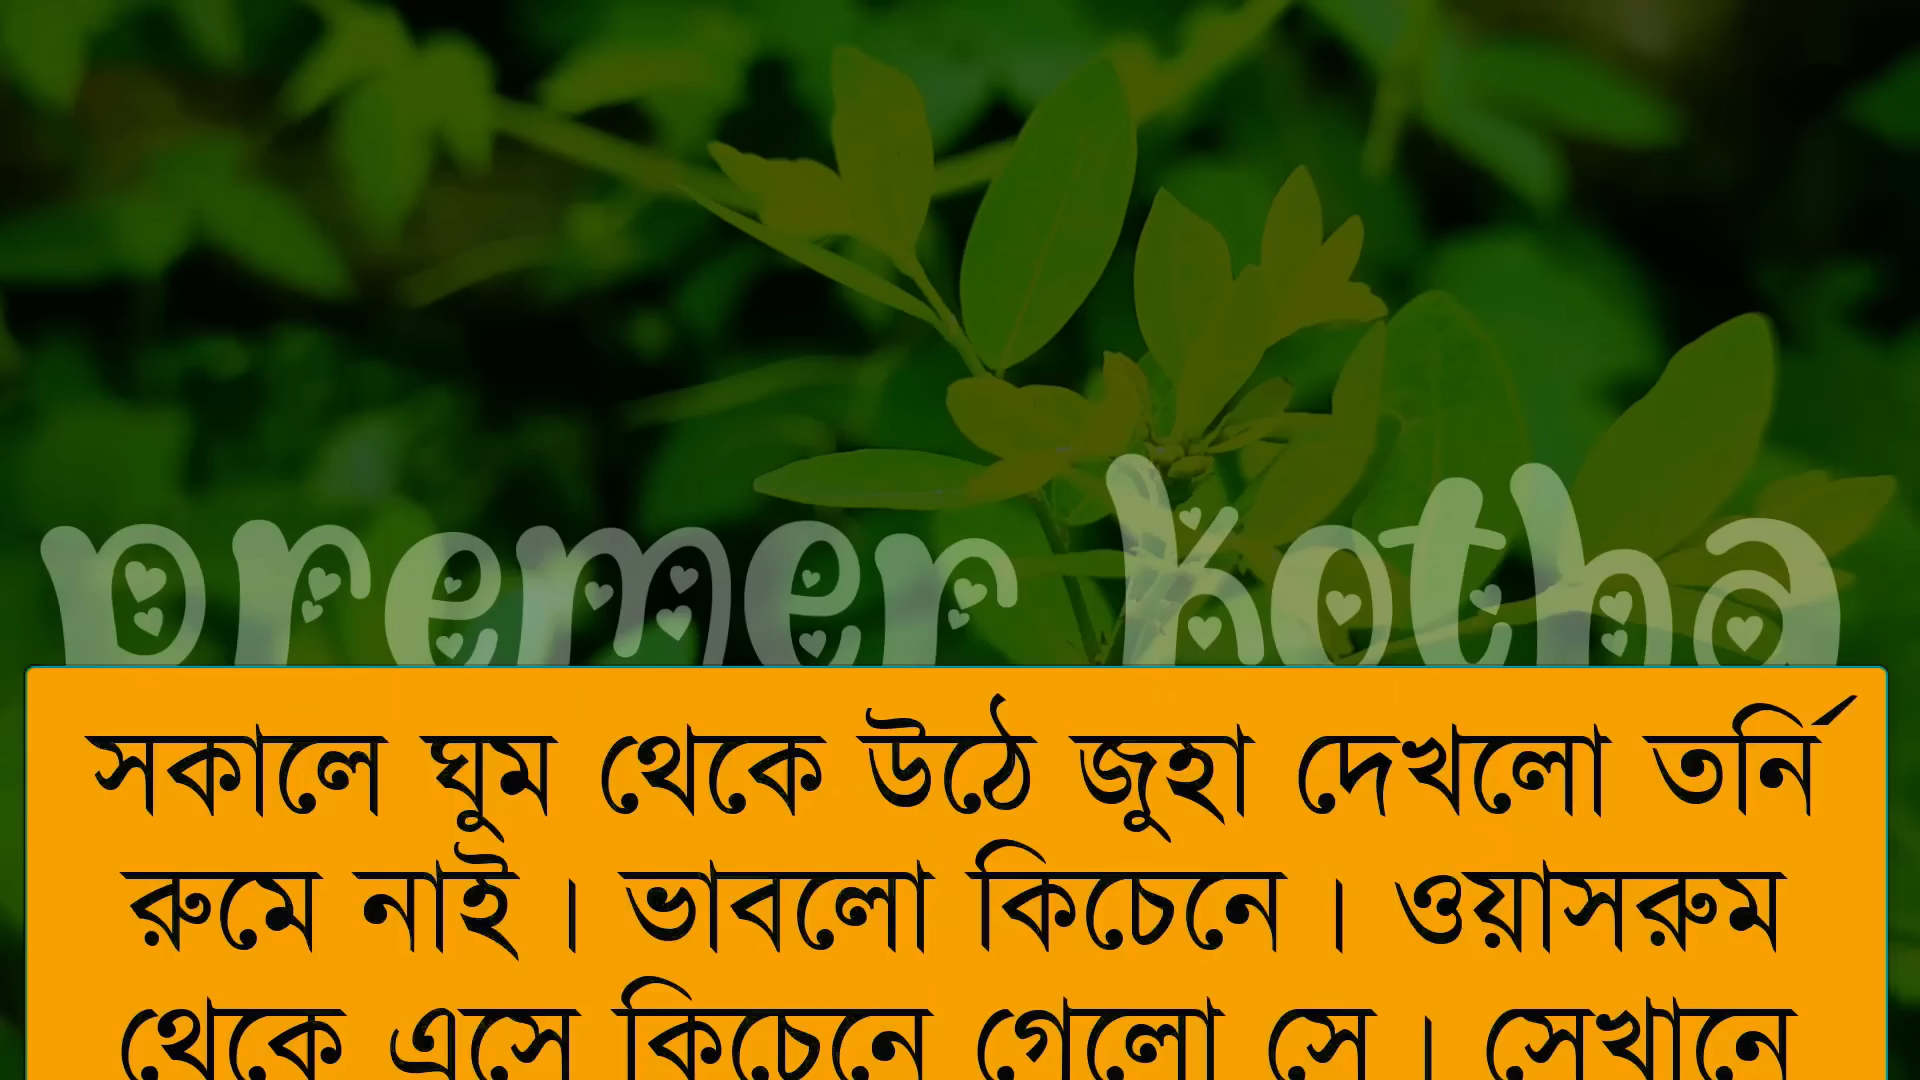 premer kotha
সকালে ঘুম থেকে উঠে জুহা দেখলো তর্নি
রুমে নাই । ভাবলো কিচেনে । ওয়াসরুম
থেকে এসে কিচেনে গেলো সে । সেখানে